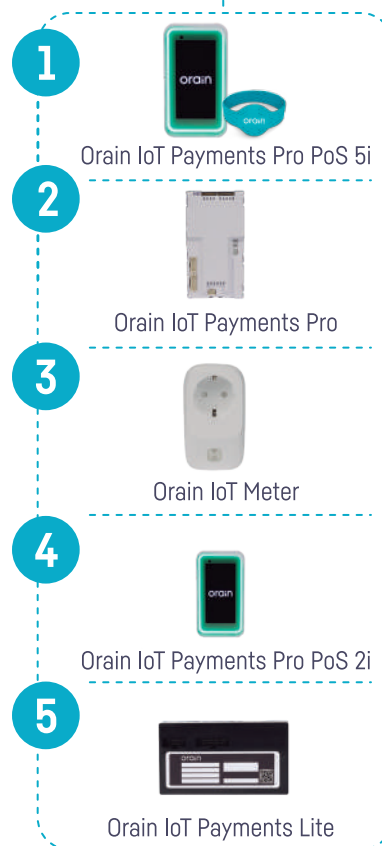 1
orain
orain
Orain IoT Payments Pro PoS 5i
2
Orain IoT Payments Pro
3
Orain IoT Meter
4
orain
Orain IoT Payments Pro PoS 2i
5
orain
Orain IoT Payments Lite